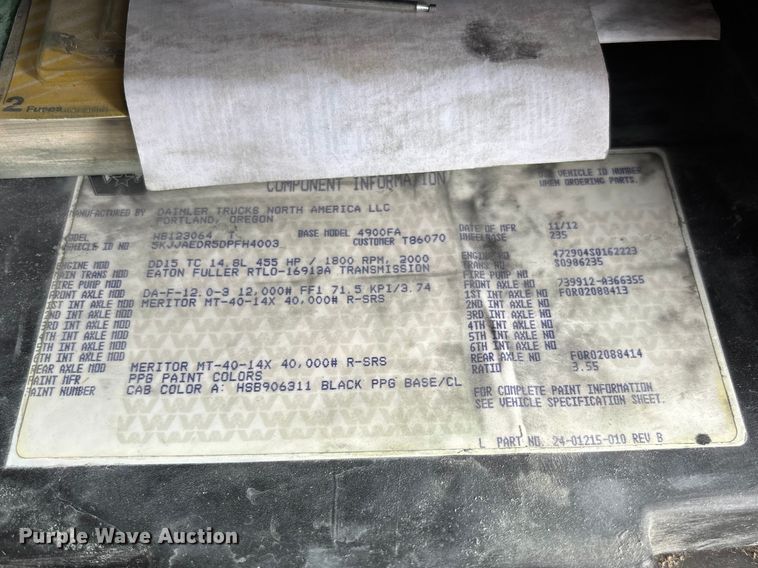 2 Fuses
COMPONENT INFORMATION
VEHICLE ID NUMBER
WHEN ORDERING PARTS.
MANUFACTURED BY DAIMLER TRUCKS NORTH AMERICA LLC
PORTLAND, OREGON
DATE OF MFR 11/12
MODEL WB123064 T BASE MODEL 4900FA WHEELBASE 235
VEHICLE ID NO 5KJJAEDR5DPFH4003 CUSTOMER T86070
ENGINE MOD DD15 TC 14.8L 455 HP / 1800 RPM, 2000 ENGINE NO 472904S0162223
TRANS MOD EATON FULLER RTLO-16913A TRANSMISSION TRANS NO S0986235
FIRE PUMP MOD FIRE PUMP NO
FRONT AXLE MOD DA-F-12.0-3 12,000# FF1 71.5 KPI/3.74 FRONT AXLE NO 739912-A366355
1ST INT AXLE MOD MERITOR MT-40-14X 40,000# R-SRS 1ST INT AXLE NO FOR02088413
2ND INT AXLE MOD 2ND INT AXLE NO
3RD INT AXLE MOD 3RD INT AXLE NO
4TH INT AXLE MOD 4TH INT AXLE NO
5TH INT AXLE MOD 5TH INT AXLE NO
6TH INT AXLE MOD 6TH INT AXLE NO
REAR AXLE MOD MERITOR MT-40-14X 40,000# R-SRS REAR AXLE NO FOR02088414
PAINT MFR PPG PAINT COLORS RATIO 3.55
PAINT NUMBER CAB COLOR A: HSB906311 BLACK PPG BASE/CL
FOR COMPLETE PAINT INFORMATION
SEE VEHICLE SPECIFICATION SHEET.
PART NO. 24-01215-010 REV B
Purple Wave Auction